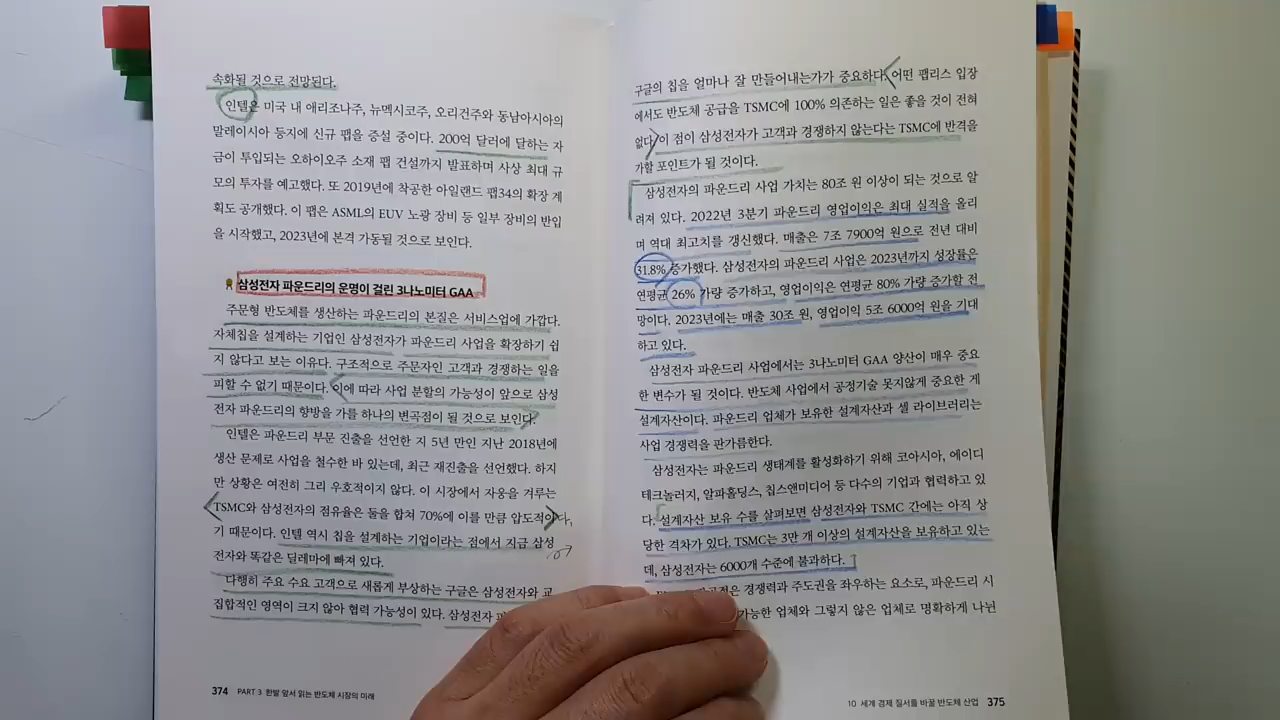 속화될 것으로 전망된다.
인텔은 미국 내 애리조나주, 뉴멕시코주, 오리건주와 동남아시아의
말레이시아 등지에 신규 팹을 증설 중이다. 200억 달러에 달하는 자
금이 투입되는 오하이오주 소재 팹 건설까지 발표하며 사상 최대 규
모의 투자를 예고했다. 또 2019년에 착공한 아일랜드 팹34의 확장 계
획도 공개했다. 이 팹은 ASML의 EUV 노광 장비 등 일부 장비의 반입
을 시작했고, 2023년에 본격 가동될 것으로 보인다.
삼성전자 파운드리의 운명이 걸린 3나노미터 GAA
주문형 반도체를 생산하는 파운드리의 본질은 서비스업에 가깝다.
자체칩을 설계하는 기업인 삼성전자가 파운드리 사업을 확장하기 쉽
지 않다고 보는 이유다. 구조적으로 주문자인 고객과 경쟁하는 일을
피할 수 없기 때문이다. 이에 따라 사업 분할의 가능성이 앞으로 삼성
전자 파운드리의 향방을 가를 하나의 변곡점이 될 것으로 보인다.
인텔은 파운드리 부문 진출을 선언한 지 5년 만인 지난 2018년에
생산 문제로 사업을 철수한 바 있는데, 최근 재진출을 선언했다. 하지
만 상황은 여전히 그리 우호적이지 않다. 이 시장에서 자웅을 겨루는
TSMC와 삼성전자의 점유율은 둘을 합쳐 70%에 이를 만큼 압도적이다,
기 때문이다. 인텔 역시 칩을 설계하는 기업이라는 점에서 지금 삼성
전자와 똑같은 딜레마에 빠져 있다.
다행히 주요 수요 고객으로 새롭게 부상하는 구글은 삼성전자와 교
집합적인 영역이 크지 않아 협력 가능성이 있다. 삼성전자
374 PART 3 한발 앞서 읽는 반도체 시장의 미래
구글의 칩을 얼마나 잘 만들어내는가가 중요하다. 어떤 팹리스 입장
에서도 반도체 공급을 TSMC에 100% 의존하는 일은 좋을 것이 전혀
없다. 이 점이 삼성전자가 고객과 경쟁하지 않는다는 TSMC에 반격을
가할 포인트가 될 것이다.
삼성전자의 파운드리 사업 가치는 80조 원 이상이 되는 것으로 알
려져 있다. 2022년 3분기 파운드리 영업이익은 최대 실적을 올리
며 역대 최고치를 갱신했다. 매출은 7조 7900억 원으로 전년 대비
31.8% 증가했다. 삼성전자의 파운드리 사업은 2023년까지 성장률은
연평균 26% 가량 증가하고, 영업이익은 연평균 80% 가량 증가할 전
망이다. 2023년에는 매출 30조 원, 영업이익 5조 6000억 원을 기대
하고 있다.
삼성전자 파운드리 사업에서는 3나노미터 GAA 양산이 매우 중요
한 변수가 될 것이다. 반도체 사업에서 공정기술 못지않게 중요한 게
설계자산이다. 파운드리 업체가 보유한 설계자산과 셀 라이브러리는
사업 경쟁력을 판가름한다.
삼성전자는 파운드리 생태계를 활성화하기 위해 코아시아, 에이디
테크놀러지, 알파홀딩스, 칩스앤미디어 등 다수의 기업과 협력하고 있
다. 설계자산 보유 수를 살펴보면 삼성전자와 TSMC 간에는 아직 상
당한 격차가 있다. TSMC는 3만 개 이상의 설계자산을 보유하고 있는
데, 삼성전자는 6000개 수준에 불과하다.
경쟁력과 주도권을 좌우하는 요소로, 파운드리 시
가능한 업체와 그렇지 않은 업체로 명확하게 나뉜
10 세계 경제 질서를 바꿀 반도체 산업 375